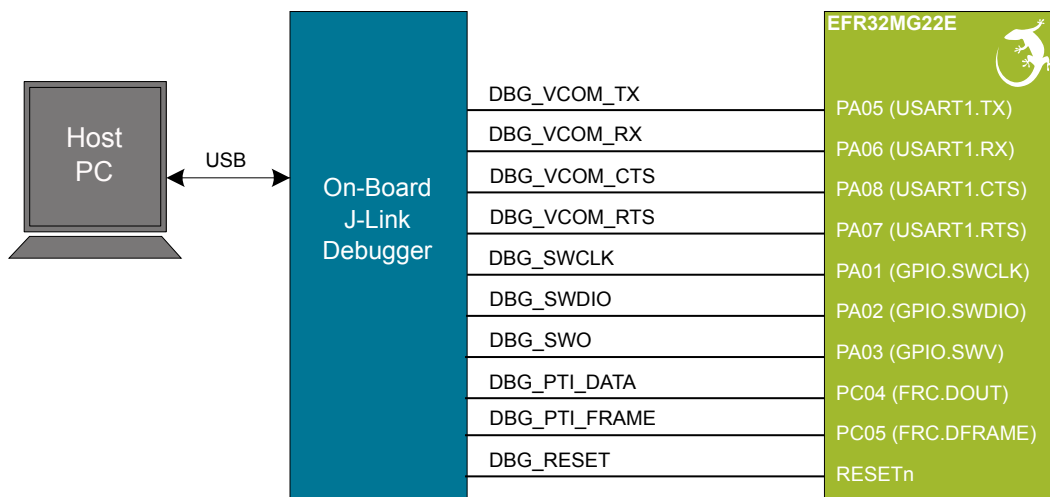 EFR32MG22E
Host
PC
USB
On-Board
J-Link
Debugger
DBG_VCOM_TX
PA05 (USART1.TX)
DBG_VCOM_RX
PA06 (USART1.RX)
DBG_VCOM_CTS
PA08 (USART1.CTS)
DBG_VCOM_RTS
PA07 (USART1.RTS)
DBG_SWCLK
PA01 (GPIO.SWCLK)
DBG_SWDIO
PA02 (GPIO.SWDIO)
DBG_SWO
PA03 (GPIO.SWV)
DBG_PTI_DATA
PC04 (FRC.DOUT)
DBG_PTI_FRAME
PC05 (FRC.DFRAME)
DBG_RESET
RESETn